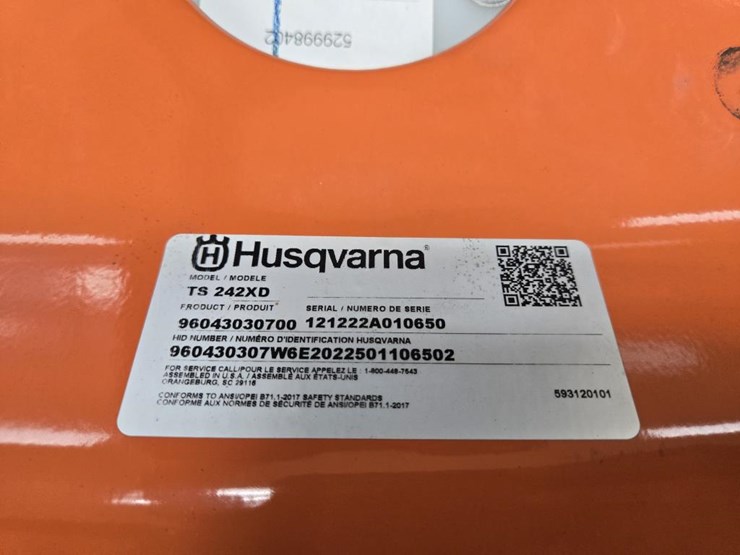 529998402
Husqvarna®
MODEL / MODELE
TS 242XD
PRODUCT / PRODUIT SERIAL / NUMERO DE SERIE
96043030700 121222A010650
HID NUMBER / NUMÉRO D'IDENTIFICATION HUSQVARNA
960430307W6E2022501106502
FOR SERVICE CALL/POUR LE SERVICE APPELEZ LE : 1-800-448-7543
ASSEMBLED IN U.S.A. / ASSEMBLÉ AUX ÉTATS-UNIS
ORANGEBURG, SC 29115
593120101
CONFORMS TO ANSI/OPEI B71.1-2017 SAFETY STANDARDS
CONFORME AUX NORMES DE SÉCURITÉ DE ANSI/OPEI B71.1-2017